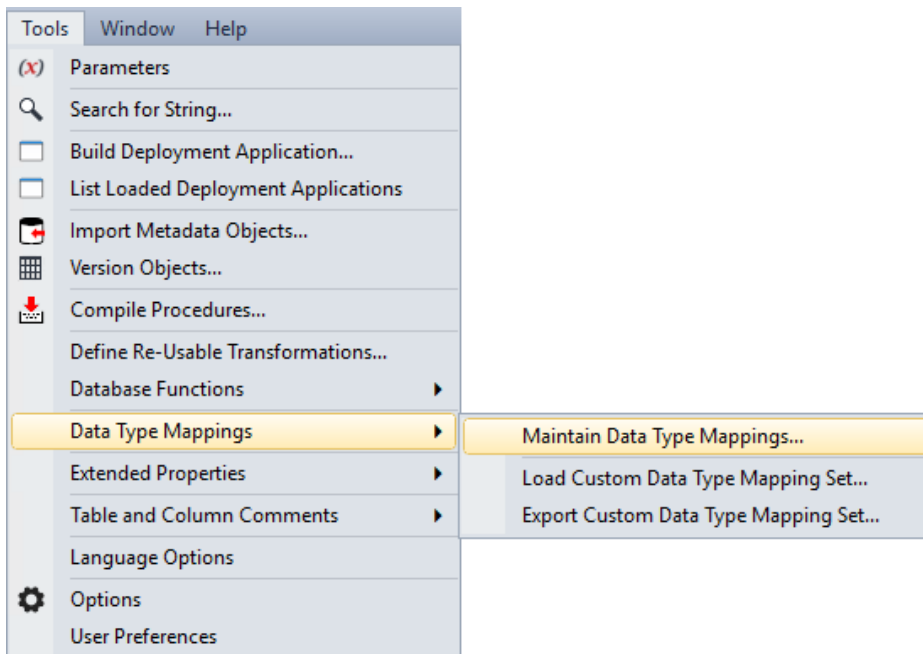 Tools Window Help
(x) Parameters
Search for String...
Build Deployment Application...
List Loaded Deployment Applications
Import Metadata Objects...
Version Objects...
Compile Procedures...
Define Re-Usable Transformations...
Database Functions
Data Type Mappings
Maintain Data Type Mappings...
Load Custom Data Type Mapping Set...
Export Custom Data Type Mapping Set...
Extended Properties
Table and Column Comments
Language Options
Options
User Preferences